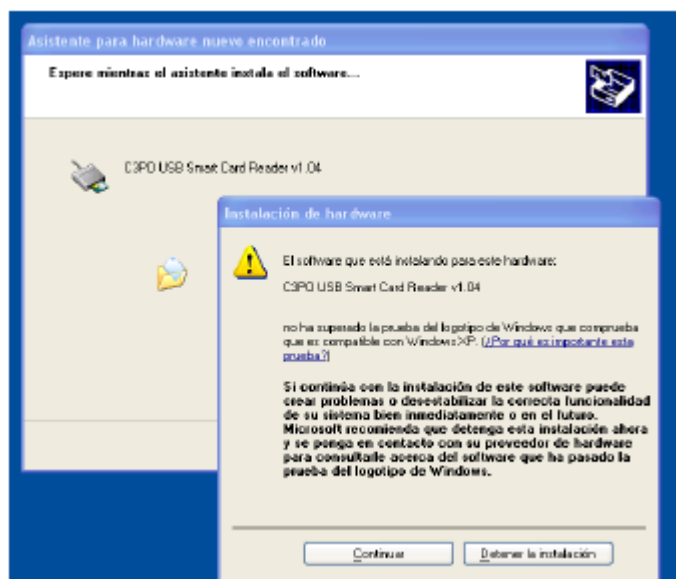 Asistente para hardware nuevo encontrado
Espere mientras el asistente instala el software...
C3PO USB Smart Card Reader v1.04
Instalación de hardware
El software que está instalando para este hardware:
C3PO USB Smart Card Reader v1.04
no ha superado la prueba del logotipo de Windows que comprueba
que es compatible con Windows XP. (¿Por qué es importante esta
prueba?)
Si continúa con la instalación de este software puede
crear problemas o desestabilizar la correcta funcionalidad
de su sistema bien inmediatamente o en el futuro.
Microsoft recomienda que detenga esta instalación ahora
y se ponga en contacto con su proveedor de hardware
para consultarle acerca del software que ha pasado la
prueba del logotipo de Windows.
Continuar
Detener la instalación